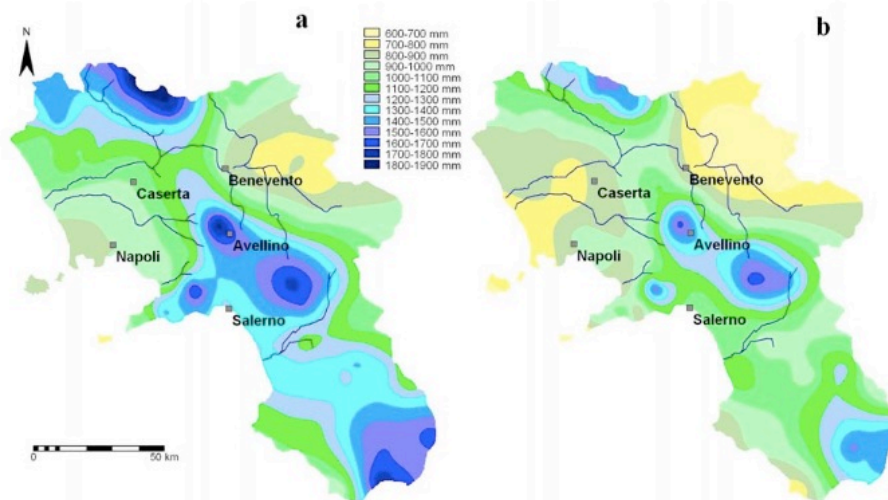 a
b
N
600-700 mm
700-800 mm
800-900 mm
900-1000 mm
1000-1100 mm
1100-1200 mm
1200-1300 mm
1300-1400 mm
1400-1500 mm
1500-1600 mm
1600-1700 mm
1700-1800 mm
1800-1900 mm
Benevento
Caserta
Avellino
Napoli
Salerno
Benevento
Caserta
Avellino
Napoli
Salerno
0 50 km